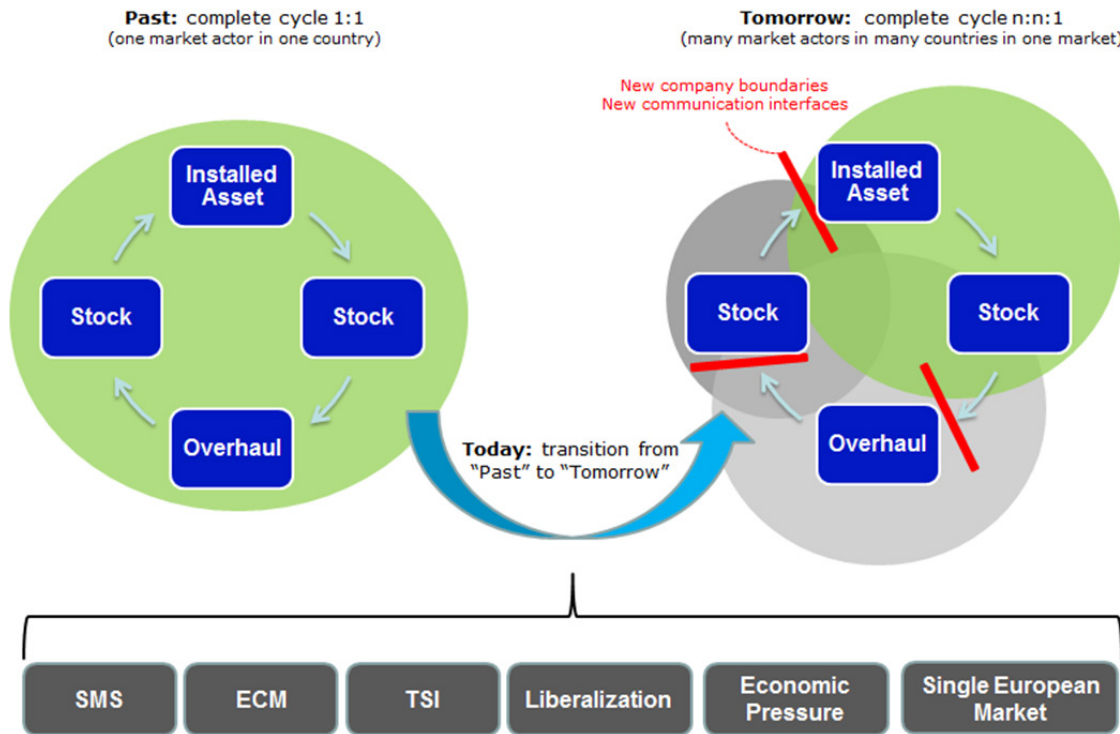 Past: complete cycle 1:1
(one market actor in one country)
Tomorrow: complete cycle n:n:1
(many market actors in many countries in one market)
New company boundaries
New communication interfaces
Installed
Asset
Stock
Stock
Overhaul
Installed
Asset
Stock
Stock
Overhaul
Today: transition from
“Past” to “Tomorrow”
SMS
ECM
TSI
Liberalization
Economic
Pressure
Single European
Market